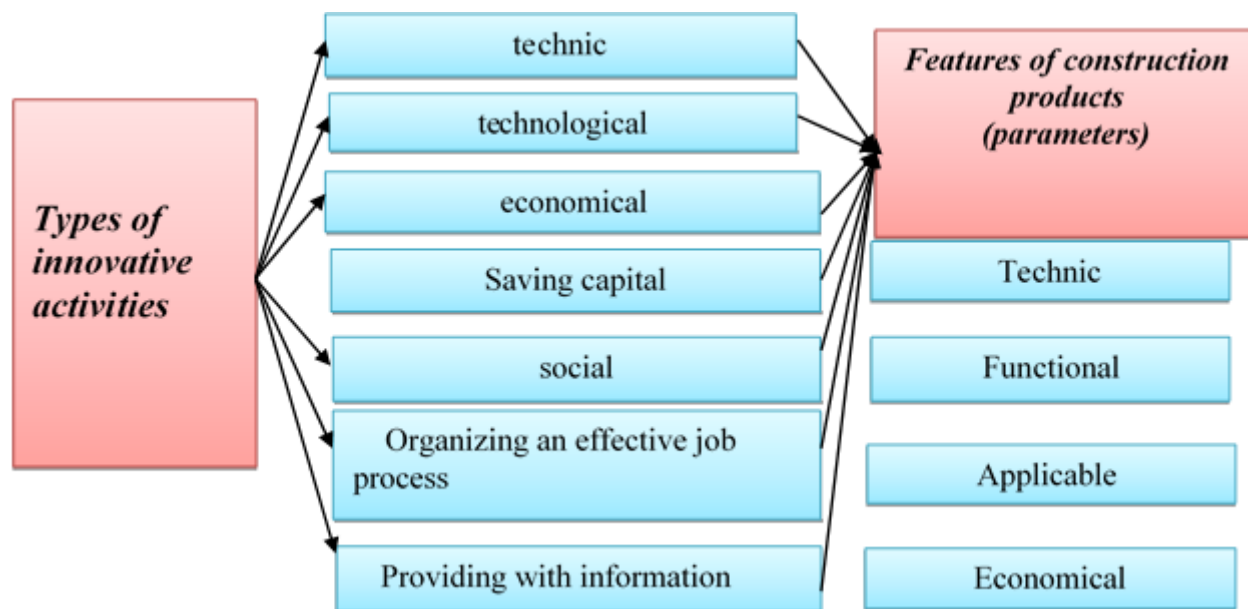 Types of
innovative
activities
technic
technological
economical
Saving capital
social
Organizing an effective job
process
Providing with information
Features of construction
products
(parameters)
Technic
Functional
Applicable
Economical